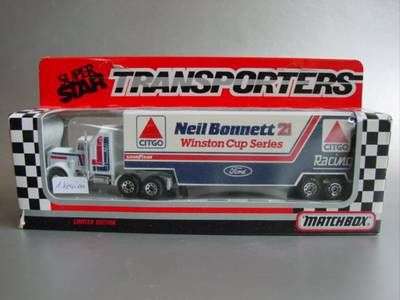 SUPER
STAR
TRANSPORTERS
CITGO
Neil Bonnett 21
Winston Cup Series
GOODYEAR
Ford
CITGO
Racing
LIMITED EDITION
MATCHBOX